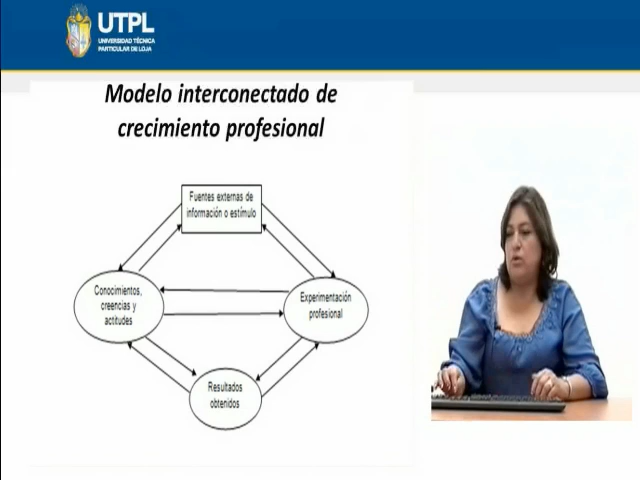 UTPL
UNIVERSIDAD TÉCNICA
PARTICULAR DE LOJA
Modelo interconectado de
crecimiento profesional
Fuentes externas de
información o estímulo
Conocimientos,
creencias y
actitudes
Experimentación
profesional
Resultados
obtenidos